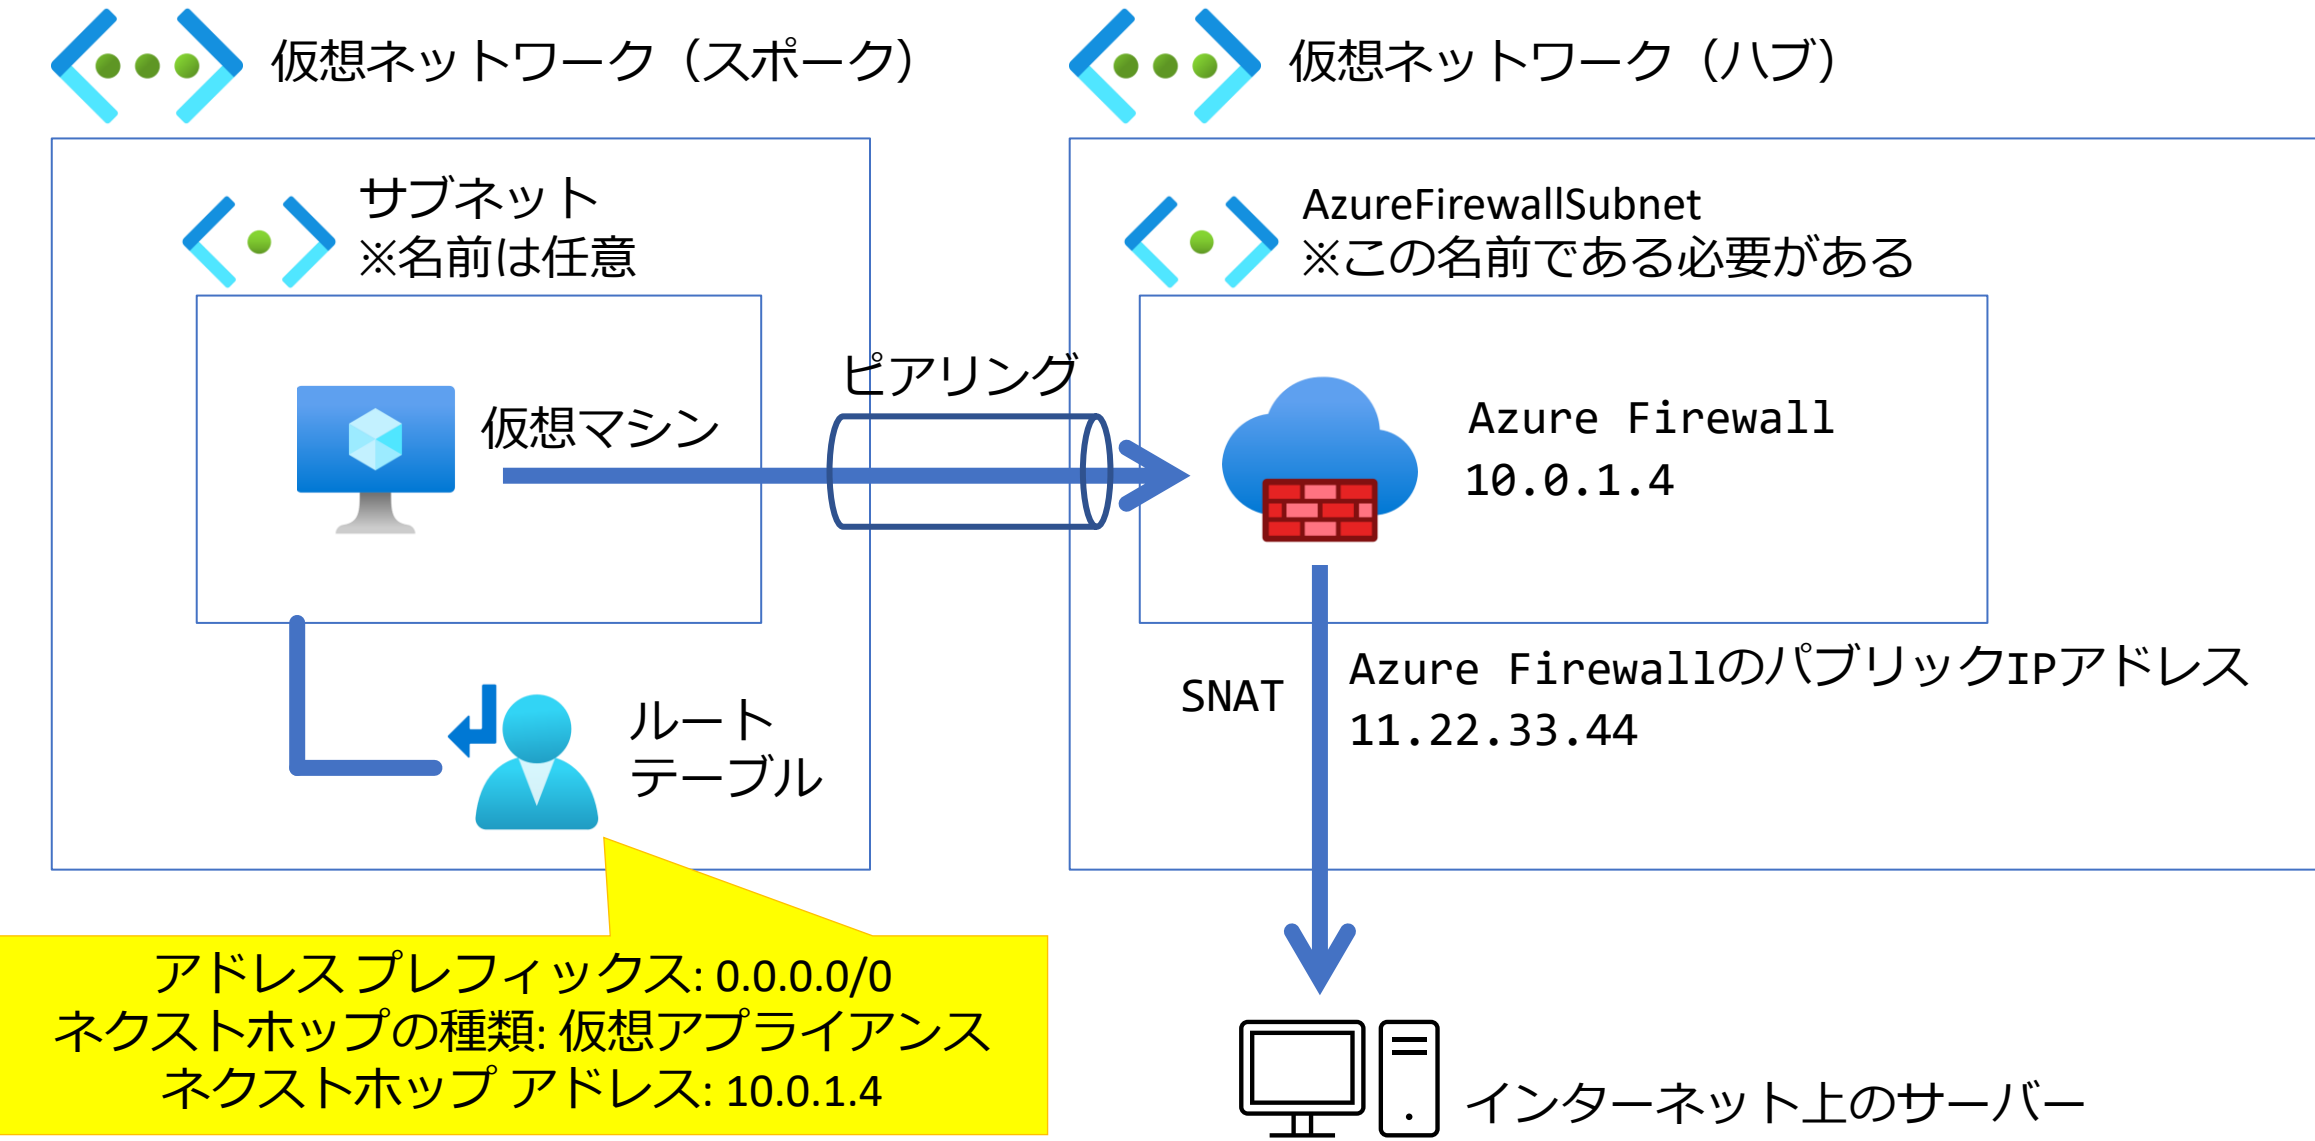 仮想ネットワーク（スポーク）
仮想ネットワーク（ハブ）
サブネット
※名前は任意
AzureFirewallSubnet
※この名前である必要がある
仮想マシン
ピアリング
Azure Firewall
10.0.1.4
ルート
テーブル
SNAT
Azure FirewallのパブリックIPアドレス
11.22.33.44
アドレス プレフィックス: 0.0.0.0/0
ネクストホップの種類: 仮想アプライアンス
ネクストホップ アドレス: 10.0.1.4
インターネット上のサーバー